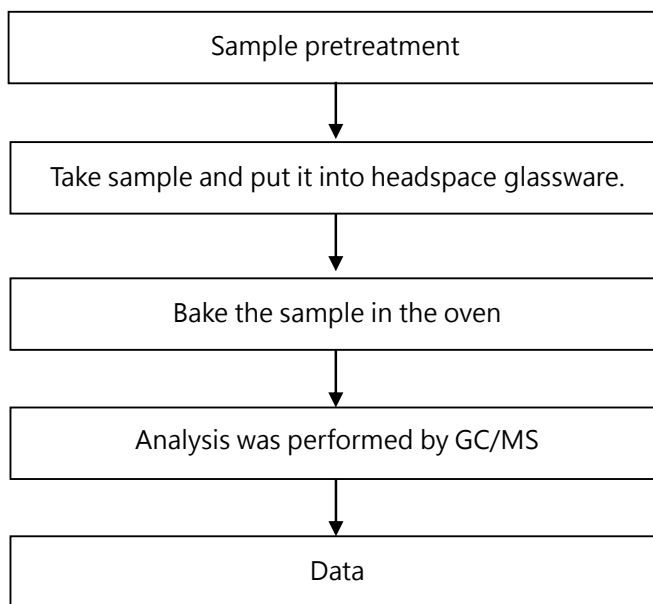 Sample pretreatment
Take sample and put it into headspace glassware.
Bake the sample in the oven
Analysis was performed by GC/MS
Data